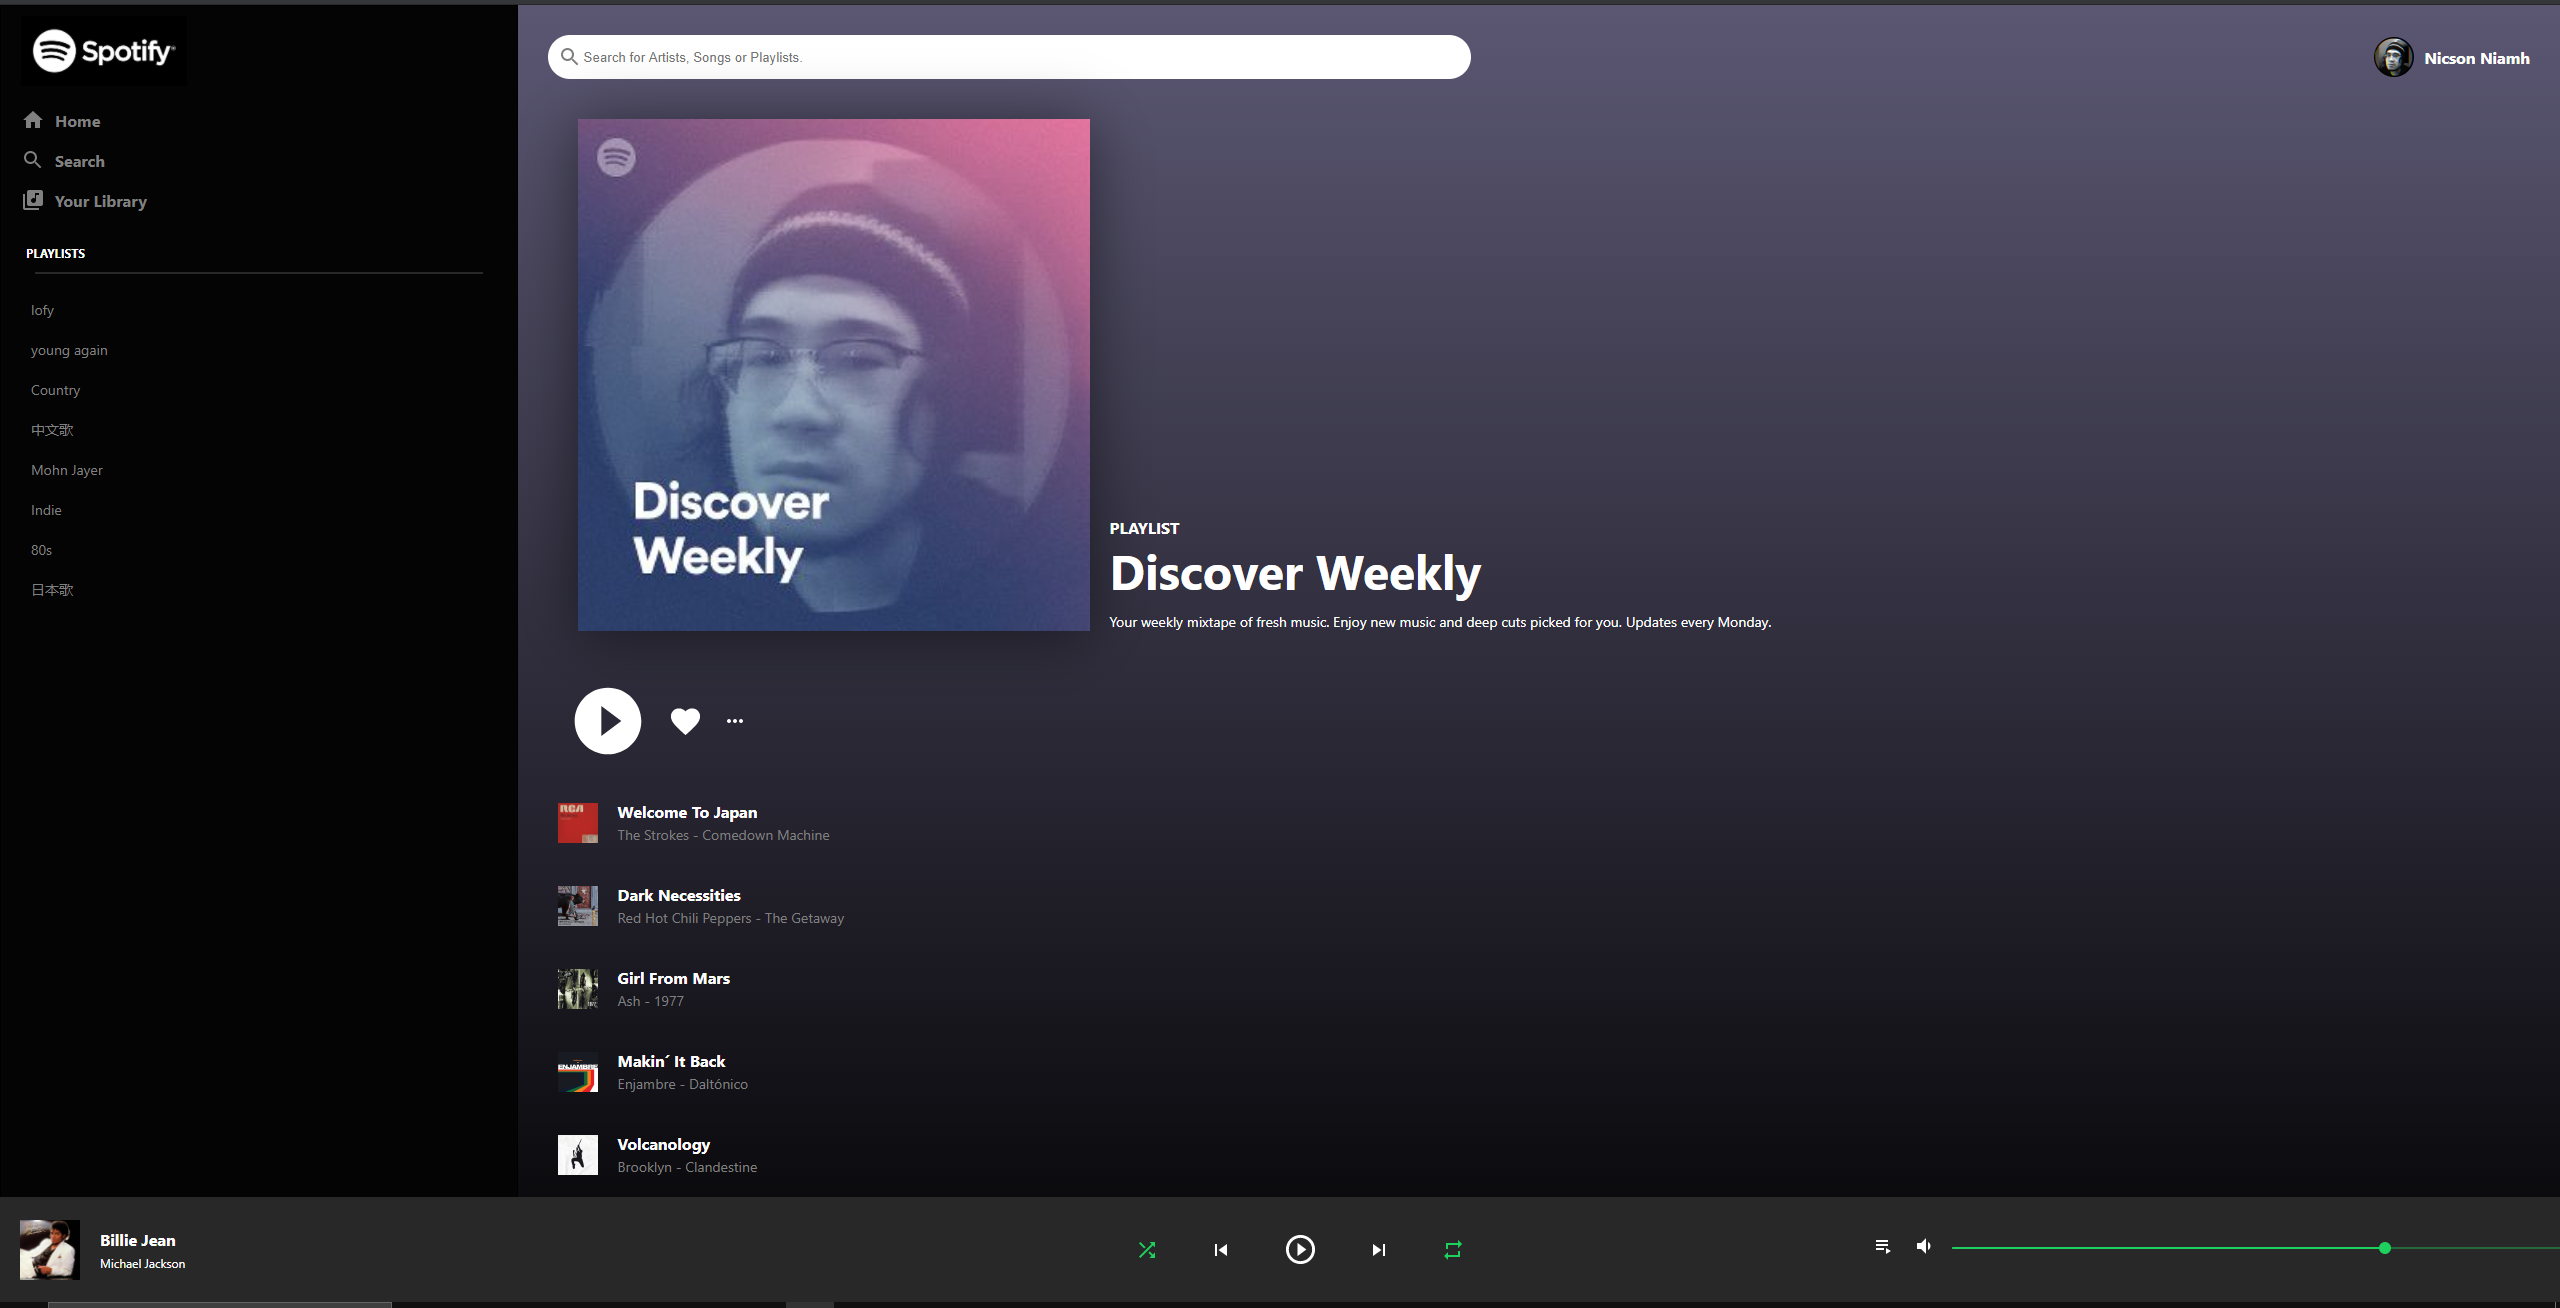 Spotify
Search for Artists, Songs or Playlists.
Nicson Niamh
Home
Search
Your Library
PLAYLISTS
lofy
young again
Country
中文歌
Mohn Jayer
Indie
80s
日本歌
Discover
Weekly
PLAYLIST
Discover Weekly
Your weekly mixtape of fresh music. Enjoy new music and deep cuts picked for you. Updates every Monday.
RCA
Welcome To Japan
The Strokes - Comedown Machine
Dark Necessities
Red Hot Chili Peppers - The Getaway
Girl From Mars
Ash - 1977
ENJAMBRE
Makin´ It Back
Enjambre - Daltónico
Volcanology
Brooklyn - Clandestine
Billie Jean
Michael Jackson